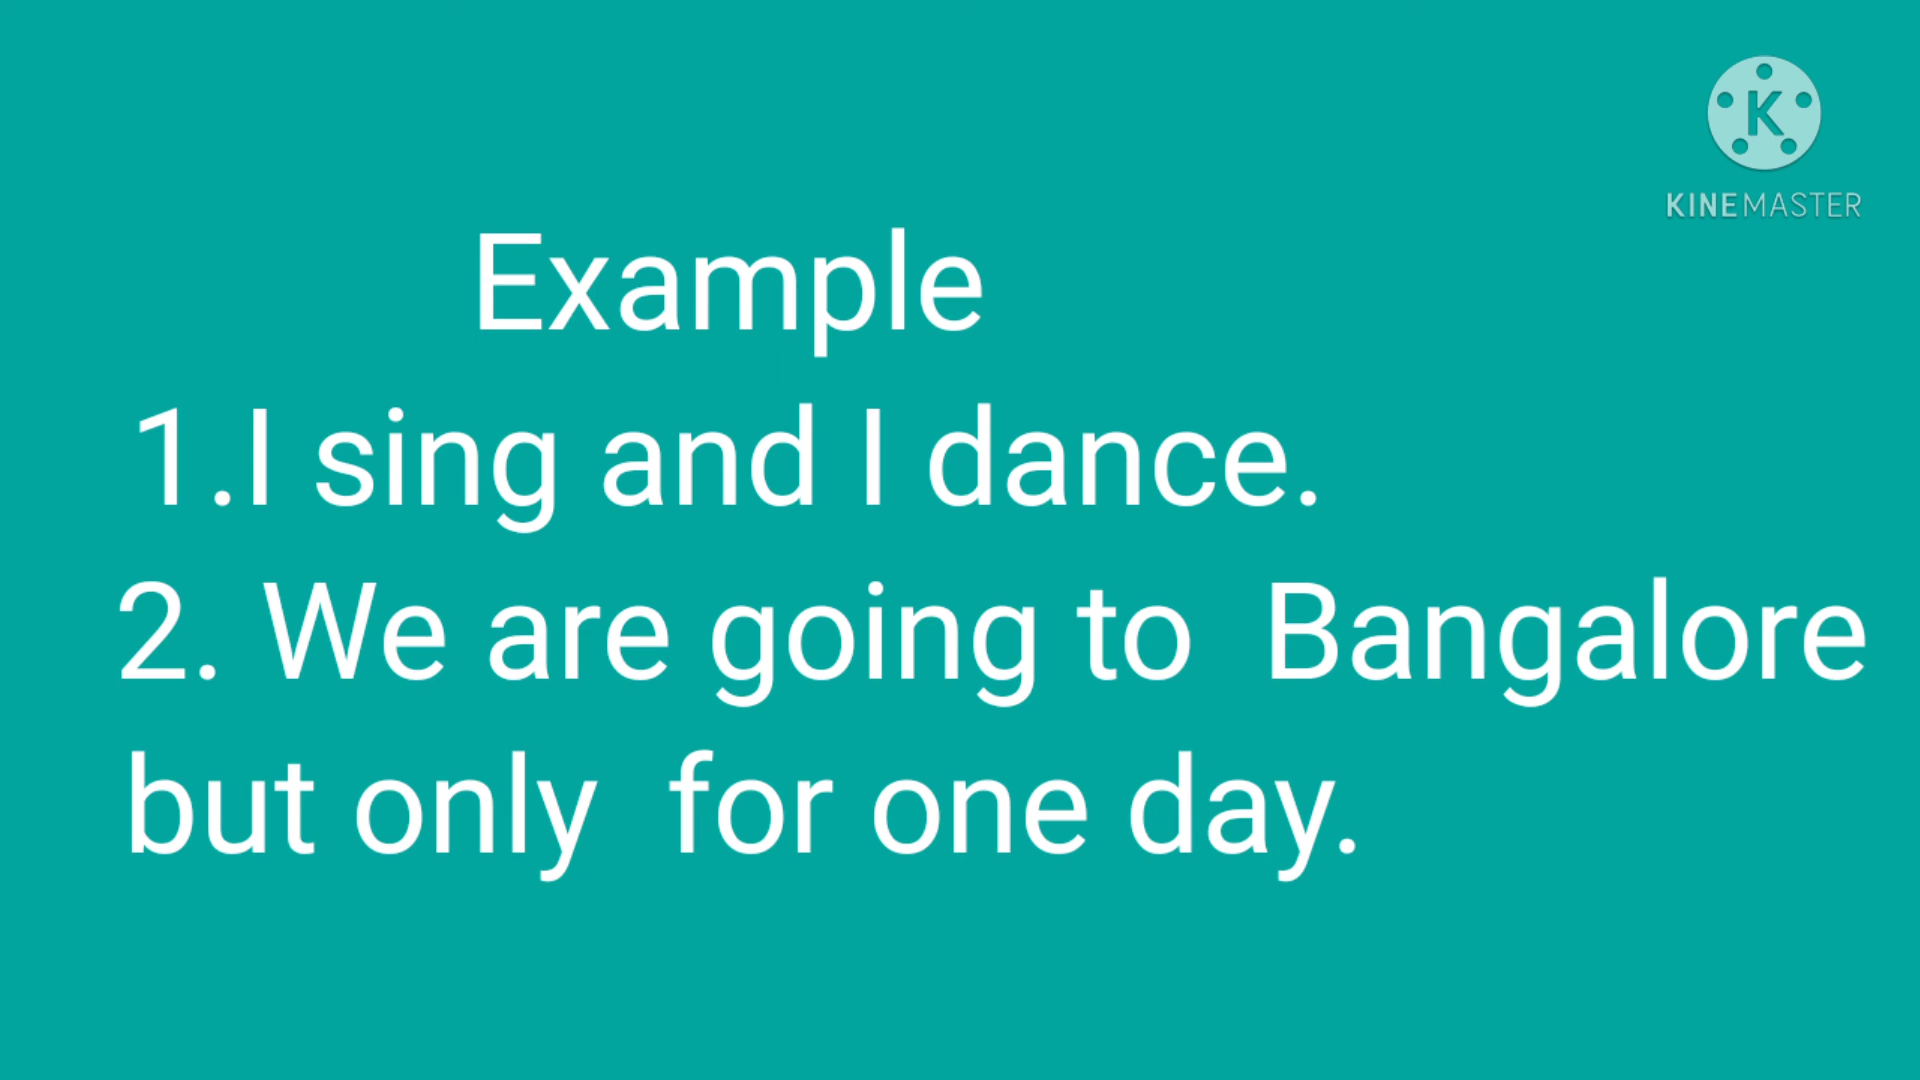 K
KINEMASTER
Example
1.I sing and I dance.
2. We are going to  Bangalore
but only  for one day.